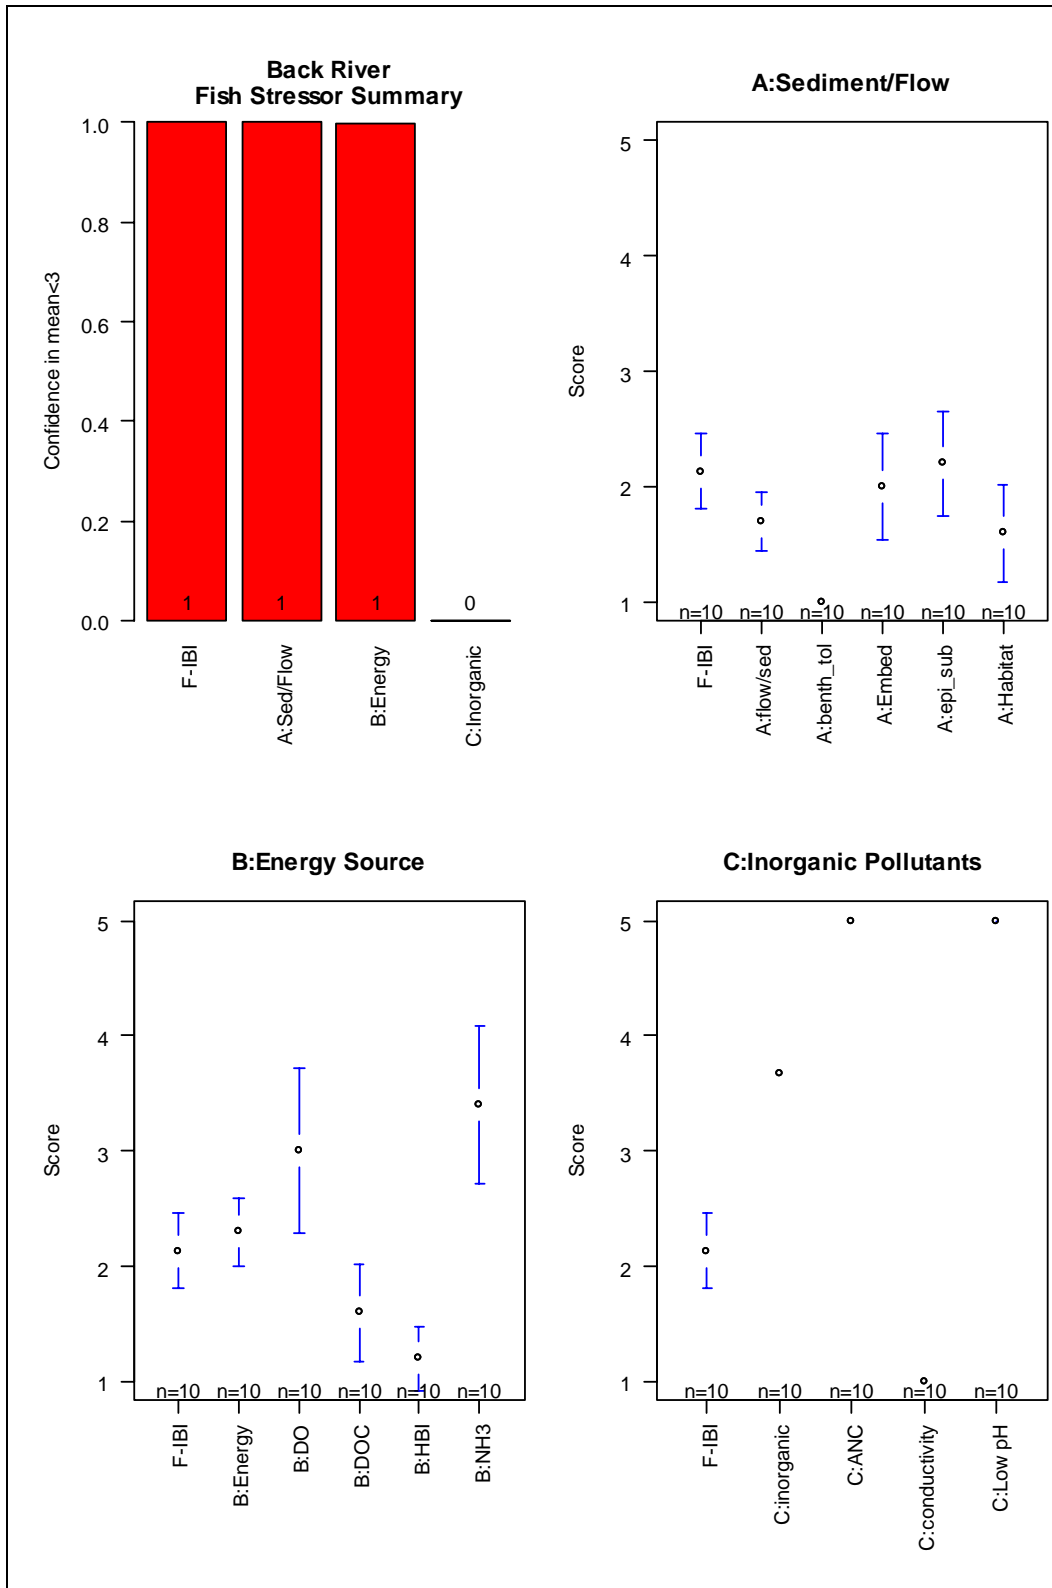 Back River
Fish Stressor Summary
Confidence in mean<3
1.0
0.8
0.6
0.4
0.2
0.0
1
1
1
0
F-IBI
A:Sed/Flow
B:Energy
C:Inorganic
A:Sediment/Flow
Score
5
4
3
2
1
n=10
n=10
n=10
n=10
n=10
n=10
F-IBI
A:flow/sed
A:benth_tol
A:Embed
A:epi_sub
A:Habitat
B:Energy Source
Score
5
4
3
2
1
n=10
n=10
n=10
n=10
n=10
n=10
F-IBI
B:Energy
B:DO
B:DOC
B:HBI
B:NH3
C:Inorganic Pollutants
Score
5
4
3
2
1
n=10
n=10
n=10
n=10
n=10
F-IBI
C:inorganic
C:ANC
C:conductivity
C:Low pH